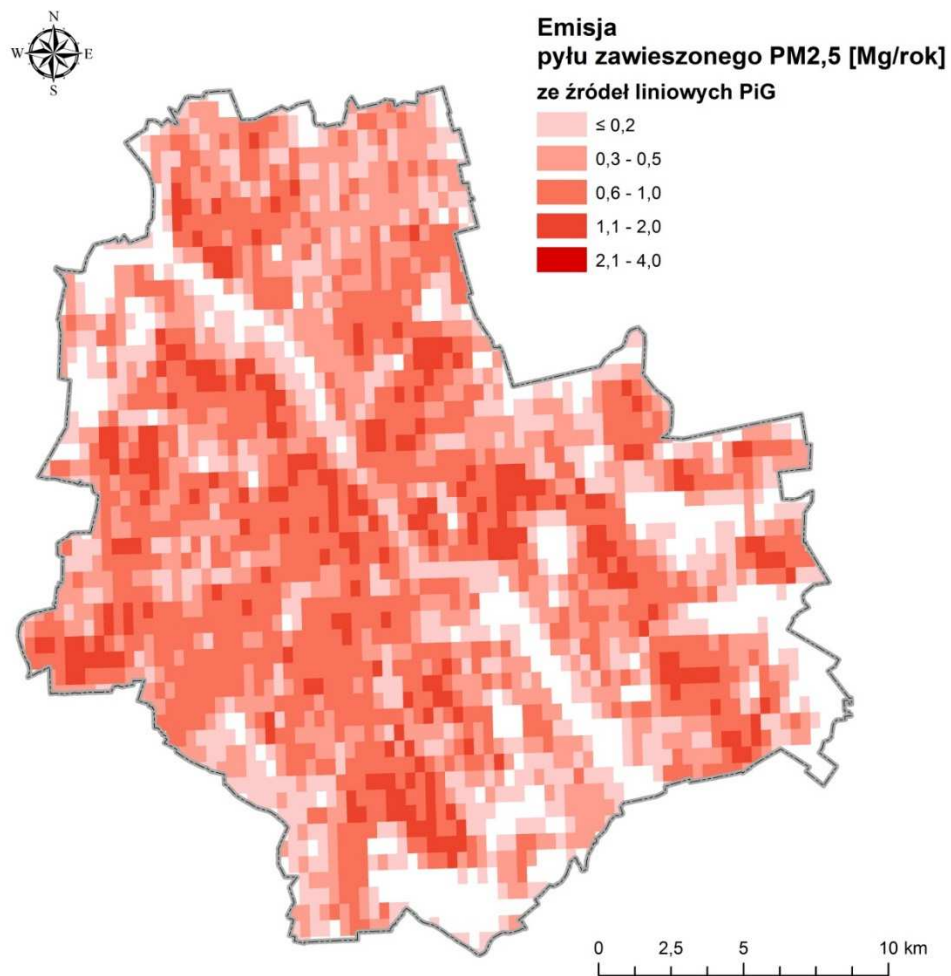 N
W E
S
Emisja
pyłu zawieszonego PM2,5 [Mg/rok]
ze źródeł liniowych PiG
≤ 0,2
0,3 - 0,5
0,6 - 1,0
1,1 - 2,0
2,1 - 4,0
0 2,5 5 10 km